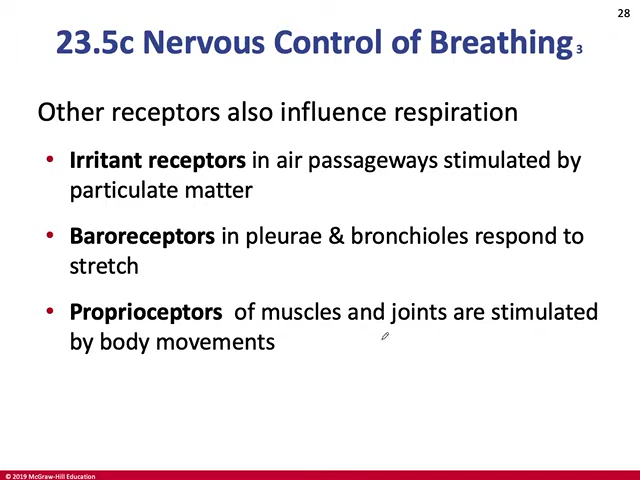 28
23.5c Nervous Control of Breathing 3
Other receptors also influence respiration
• Irritant receptors in air passageways stimulated by
particulate matter
• Baroreceptors in pleurae & bronchioles respond to
stretch
• Proprioceptors of muscles and joints are stimulated
by body movements
© 2019 McGraw-Hill Education